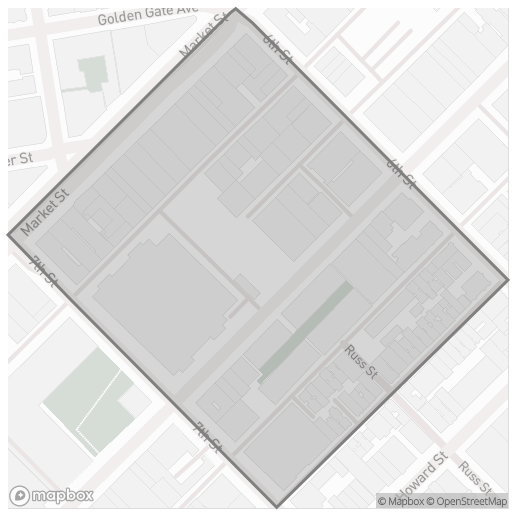 Golden Gate Ave
Market St
6th St
er St
6th St
Market St
7th St
Russ St
7th St
Howard St
Russ St
mapbox
© Mapbox © OpenStreetMap